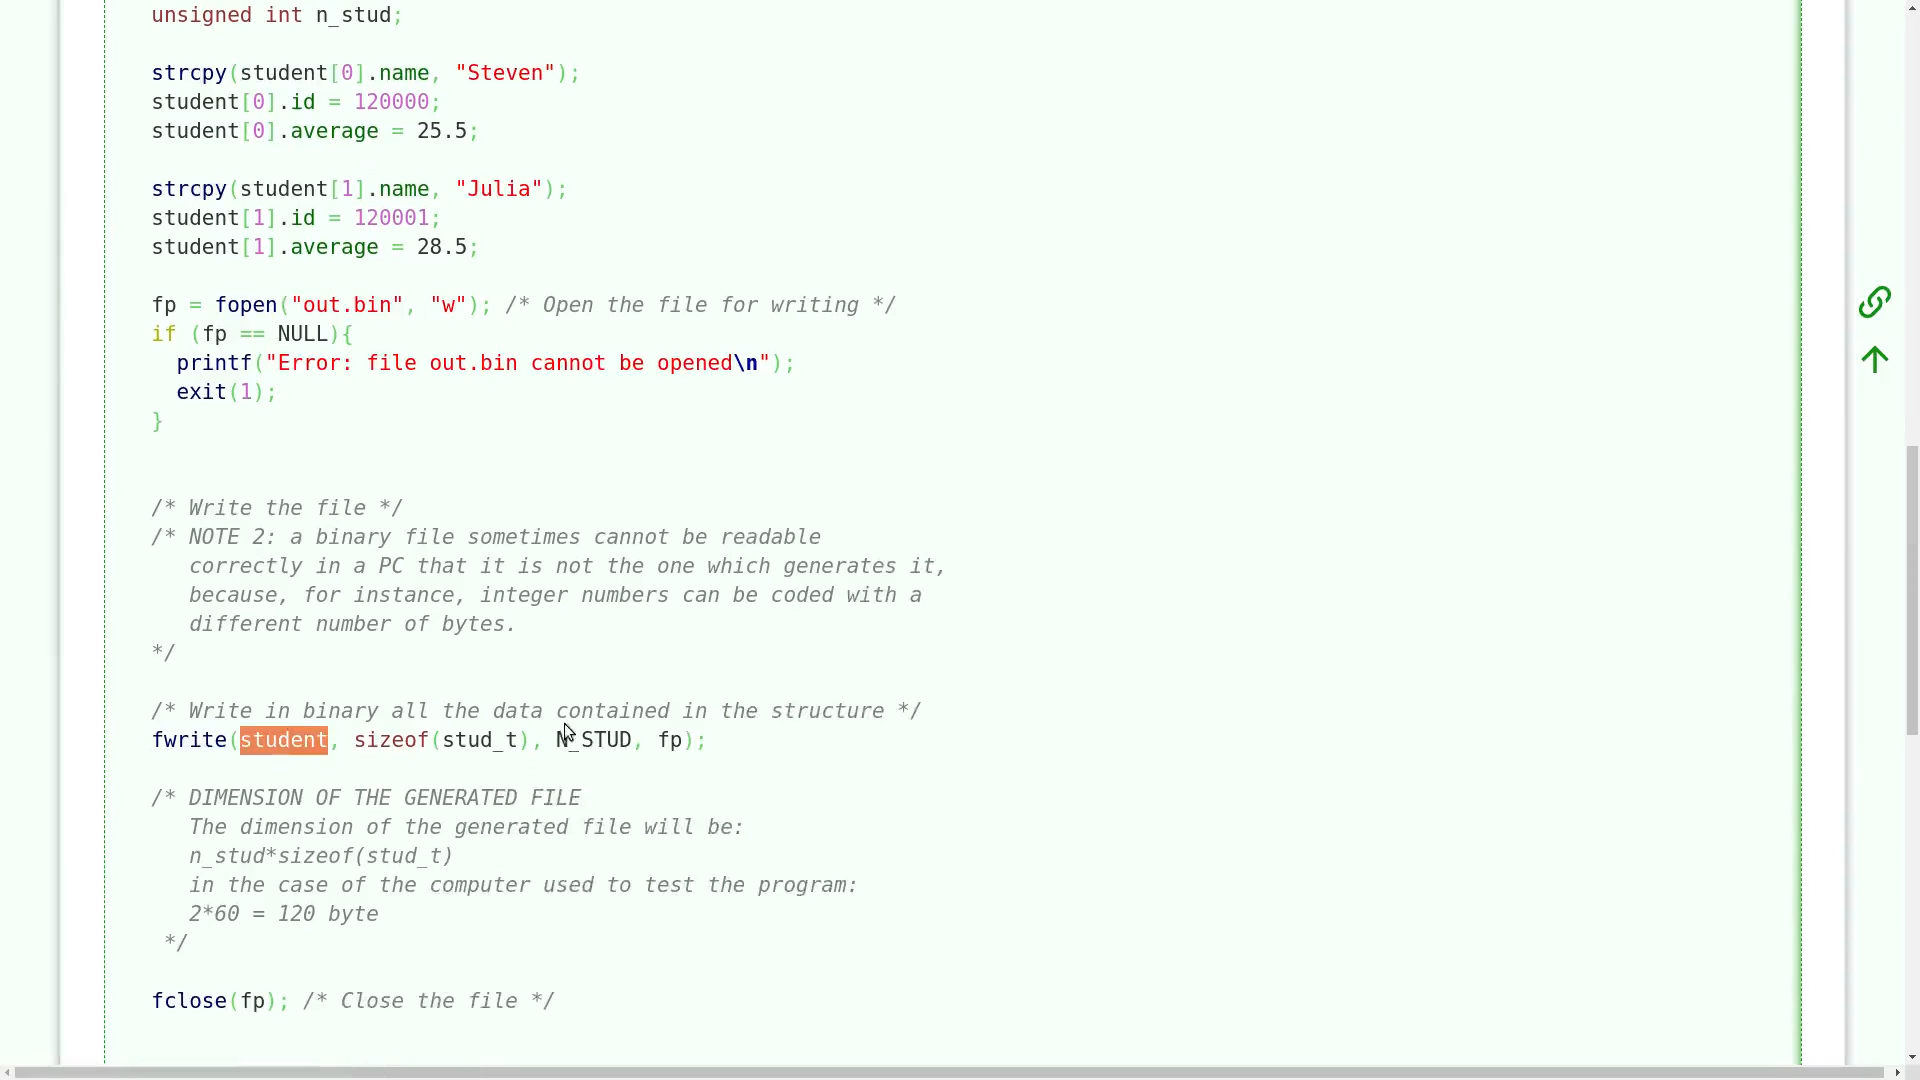 unsigned int n_stud;
strcpy(student[0].name, "Steven");
student[0].id = 120000;
student[0].average = 25.5;
strcpy(student[1].name, "Julia");
student[1].id = 120001;
student[1].average = 28.5;
fp = fopen("out.bin", "w"); /* Open the file for writing */
if (fp == NULL){
printf("Error: file out.bin cannot be opened\n");
exit(1);
}
/* Write the file */
/* NOTE 2: a binary file sometimes cannot be readable
correctly in a PC that it is not the one which generates it,
because, for instance, integer numbers can be coded with a
different number of bytes.
*/
/* Write in binary all the data contained in the structure */
fwrite(student, sizeof(stud_t), N_STUD, fp);
/* DIMENSION OF THE GENERATED FILE
The dimension of the generated file will be:
n_stud*sizeof(stud_t)
in the case of the computer used to test the program:
2*60 = 120 byte
*/
fclose(fp); /* Close the file */